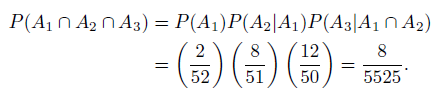 P(A₁ ∩ A₂ ∩ A₃) = P(A₁)P(A₂|A₁)P(A₃|A₁ ∩ A₂)
= (2/52) (8/51) (12/50) = 8/5525.